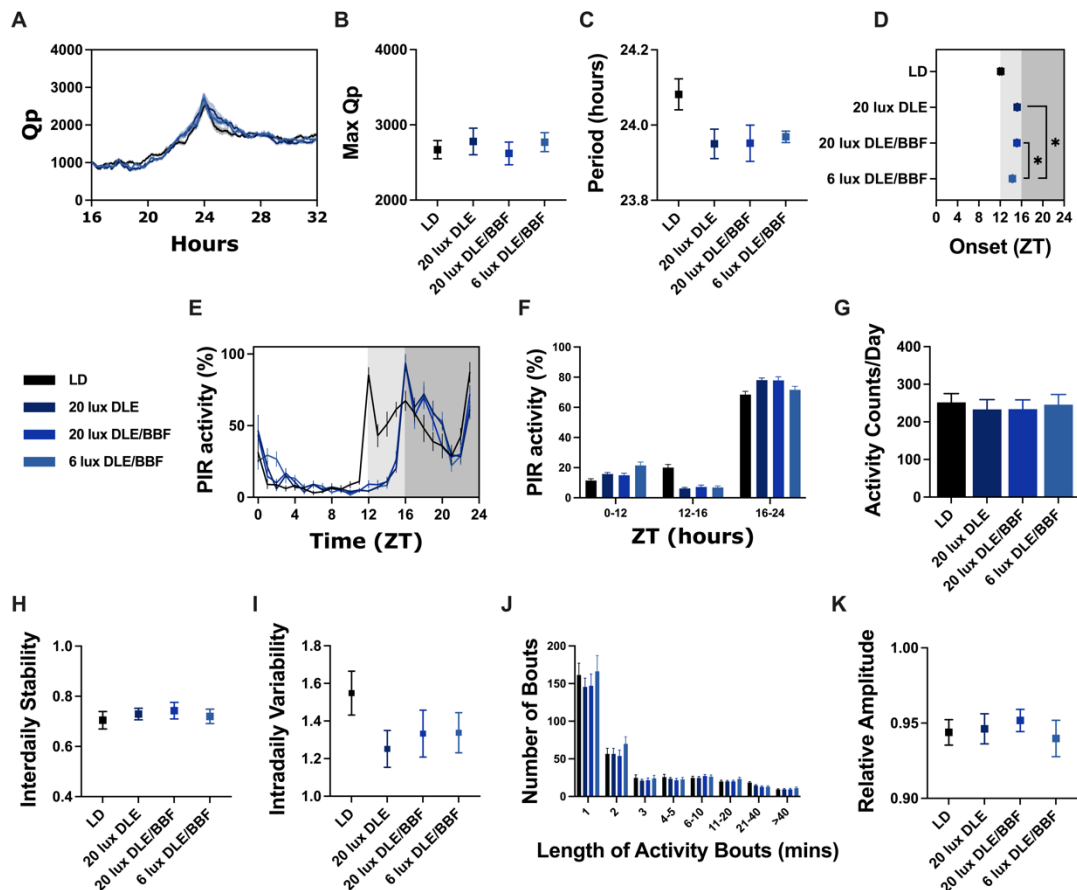 A
Qp
4000
3000
2000
1000
0
16 20 24 28 32
Hours
B
Max Qp
4000
3000
2000
LD
20 lux DLE
20 lux DLE/BBF
6 lux DLE/BBF
C
Period (hours)
24.2
24.0
23.8
LD
20 lux DLE
20 lux DLE/BBF
6 lux DLE/BBF
D
LD
20 lux DLE
20 lux DLE/BBF
6 lux DLE/BBF
*
*
0 4 8 12 16 20 24
Onset (ZT)
LD
20 lux DLE
20 lux DLE/BBF
6 lux DLE/BBF
E
PIR activity (%)
100
50
0
0 4 8 12 16 20 24
Time (ZT)
F
PIR activity (%)
100
80
60
40
20
0
0-12 12-16 16-24
ZT (hours)
G
Activity Counts/Day
400
300
200
100
0
LD
20 lux DLE
20 lux DLE/BBF
6 lux DLE/BBF
H
Interdaily Stability
1.0
0.8
0.6
0.4
LD
20 lux DLE
20 lux DLE/BBF
6 lux DLE/BBF
I
Intradaily Variability
1.8
1.6
1.4
1.2
1.0
LD
20 lux DLE
20 lux DLE/BBF
6 lux DLE/BBF
J
Number of Bouts
200
150
100
50
0
1 2 3 4-5 6-10 11-20 21-40 >40
Length of Activity Bouts (mins)
K
Relative Amplitude
1.00
0.95
0.90
LD
20 lux DLE
20 lux DLE/BBF
6 lux DLE/BBF